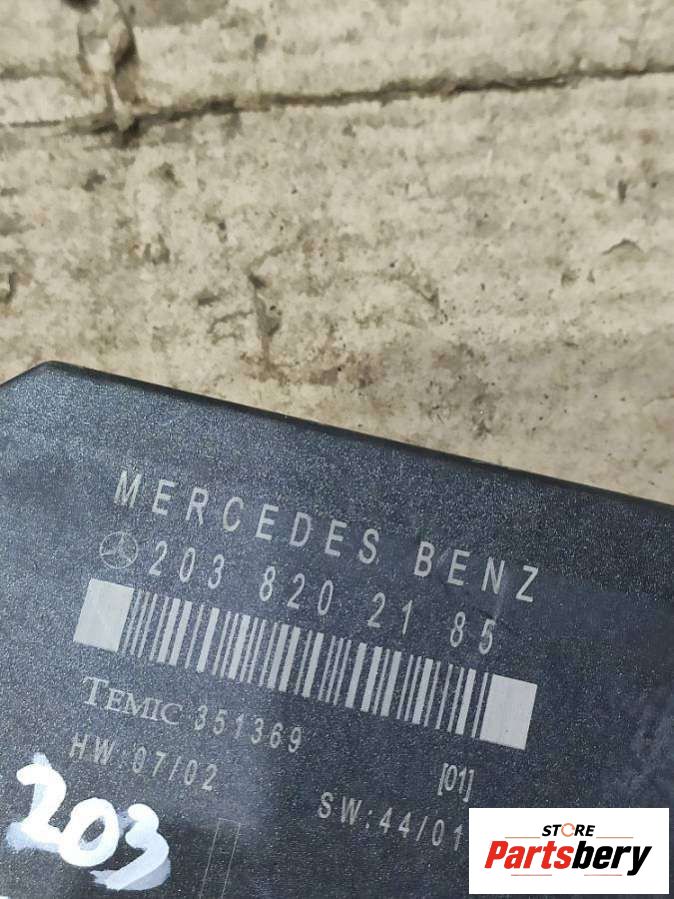 MERCEDES BENZ
203 820 21 85
TEMIC 351369
HW:07/02
[01]
SW:44/01
203
STORE
Partsbery